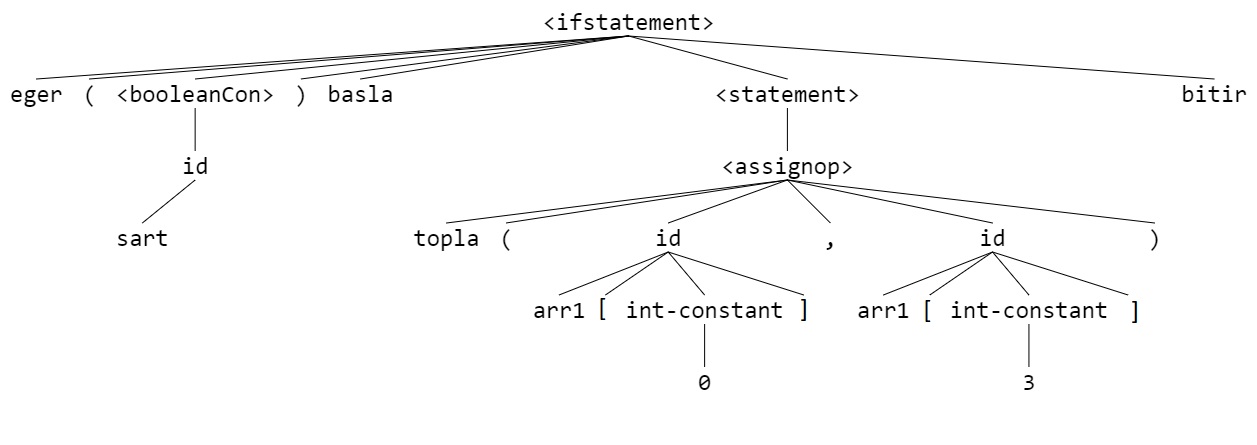 <ifstatement>
eger ( <booleanCon> ) basla <statement> bitir
id <assignop>
sart topla ( id , id )
arr1 [ int-constant ] arr1 [ int-constant ]
0 3